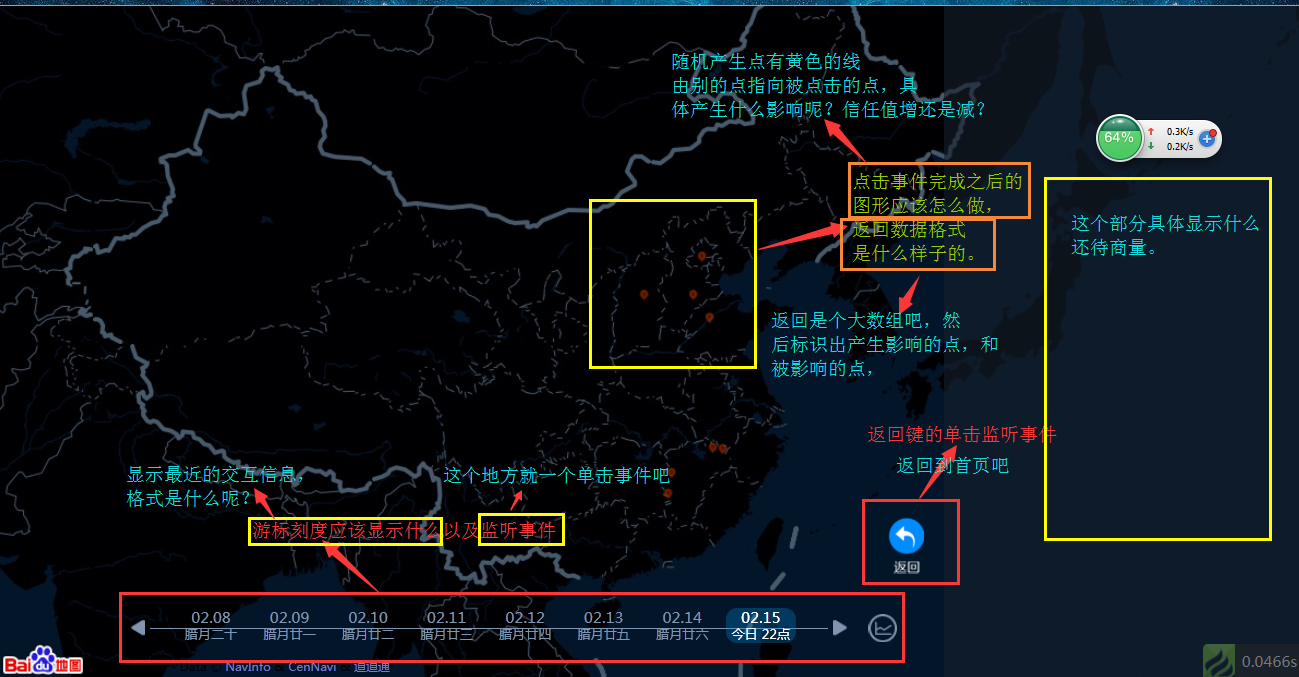 随机产生点有黄色的线
由别的点指向被点击的点，具
体产生什么影响呢？信任值增还是减？
64%
0.3K/s
0.2K/s
点击事件完成之后的
图形应该怎么做，
返回数据格式
是什么样子的。
这个部分具体显示什么
还待商量。
返回是个大数组吧，然
后标识出产生影响的点，和
被影响的点，
返回键的单击监听事件
返回到首页吧
显示最近的交互信息，
格式是什么呢？
这个地方就一个单击事件吧
游标刻度应该显示什么以及监听事件
返回
02.08 02.09 02.10 02.11 02.12 02.13 02.14 02.15
腊月二十 腊月廿一 腊月廿二 腊月廿三 腊月廿四 腊月廿五 腊月廿六 今日 22点
Bai du 地图
NavInfo CenNavi 道道通
0.0466s